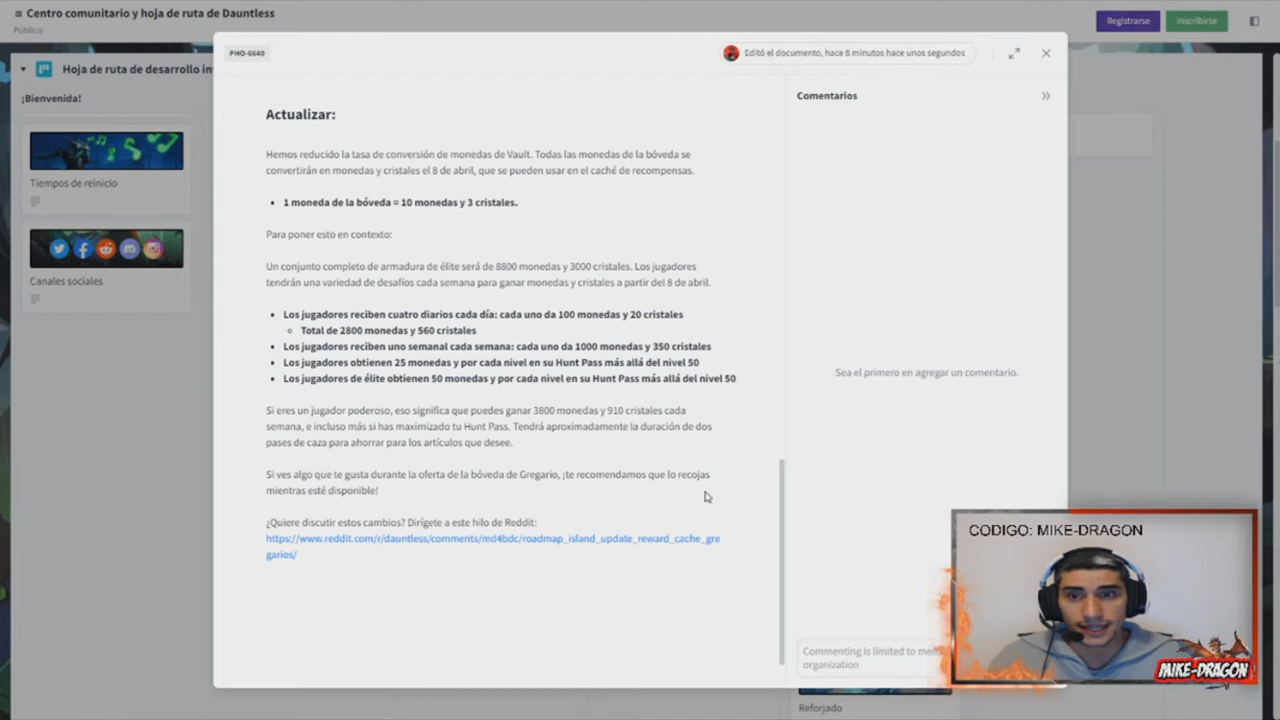 Centro comunitario y hoja de ruta de Dauntless
Público
Registrarse
Inscribirse
Hoja de ruta de desarrollo in
¡Bienvenida!
Tiempos de reinicio
Canales sociales
PHO-6640
Editó el documento, hace 8 minutos hace unos segundos
Actualizar:
Hemos reducido la tasa de conversión de monedas de Vault. Todas las monedas de la bóveda se
convertirán en monedas y cristales el 8 de abril, que se pueden usar en el caché de recompensas.
• 1 moneda de la bóveda = 10 monedas y 3 cristales.
Para poner esto en contexto:
Un conjunto completo de armadura de élite será de 8800 monedas y 3000 cristales. Los jugadores
tendrán una variedad de desafíos cada semana para ganar monedas y cristales a partir del 8 de abril.
• Los jugadores reciben cuatro diarios cada día: cada uno da 100 monedas y 20 cristales
○ Total de 2800 monedas y 560 cristales
• Los jugadores reciben uno semanal cada semana: cada uno da 1000 monedas y 350 cristales
• Los jugadores obtienen 25 monedas y por cada nivel en su Hunt Pass más allá del nivel 50
• Los jugadores de élite obtienen 50 monedas y por cada nivel en su Hunt Pass más allá del nivel 50
Si eres un jugador poderoso, eso significa que puedes ganar 3800 monedas y 910 cristales cada
semana, e incluso más si has maximizado tu Hunt Pass. Tendrá aproximadamente la duración de dos
pases de caza para ahorrar para los artículos que desee.
Si ves algo que te gusta durante la oferta de la bóveda de Gregario, ¡te recomendamos que lo recojas
mientras esté disponible!
¿Quiere discutir estos cambios? Dirígete a este hilo de Reddit:
https://www.reddit.com/r/dauntless/comments/md4bdc/roadmap_island_update_reward_cache_gre
garios/
Comentarios
Sea el primero en agregar un comentario.
Commenting is limited to mem
organization
Reforjado
CODIGO: MIKE-DRAGON
MIKE-DRAGON